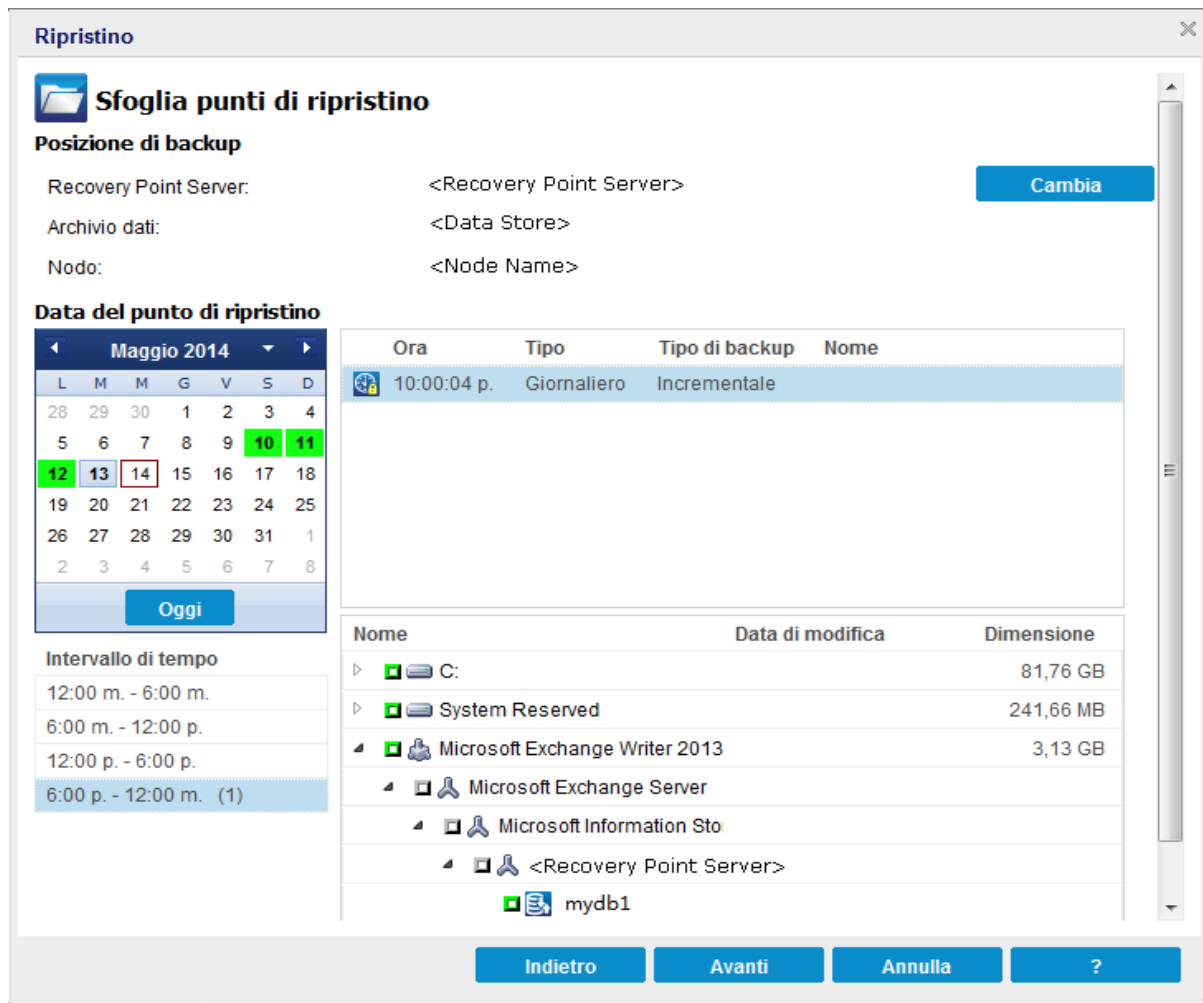 Ripristino
Sfoglia punti di ripristino
Posizione di backup
Recovery Point Server: <Recovery Point Server> Cambia
Archivio dati: <Data Store>
Nodo: <Node Name>
Data del punto di ripristino
Maggio 2014
L M M G V S D
28 29 30 1 2 3 4
5 6 7 8 9 10 11
12 13 14 15 16 17 18
19 20 21 22 23 24 25
26 27 28 29 30 31 1
2 3 4 5 6 7 8
Oggi
Ora Tipo Tipo di backup Nome
10:00:04 p. Giornaliero Incrementale
Intervallo di tempo
12:00 m. - 6:00 m.
6:00 m. - 12:00 p.
12:00 p. - 6:00 p.
6:00 p. - 12:00 m. (1)
Nome Data di modifica Dimensione
C: 81,76 GB
System Reserved 241,66 MB
Microsoft Exchange Writer 2013 3,13 GB
Microsoft Exchange Server
Microsoft Information Sto
<Recovery Point Server>
mydb1
Indietro Avanti Annulla ?